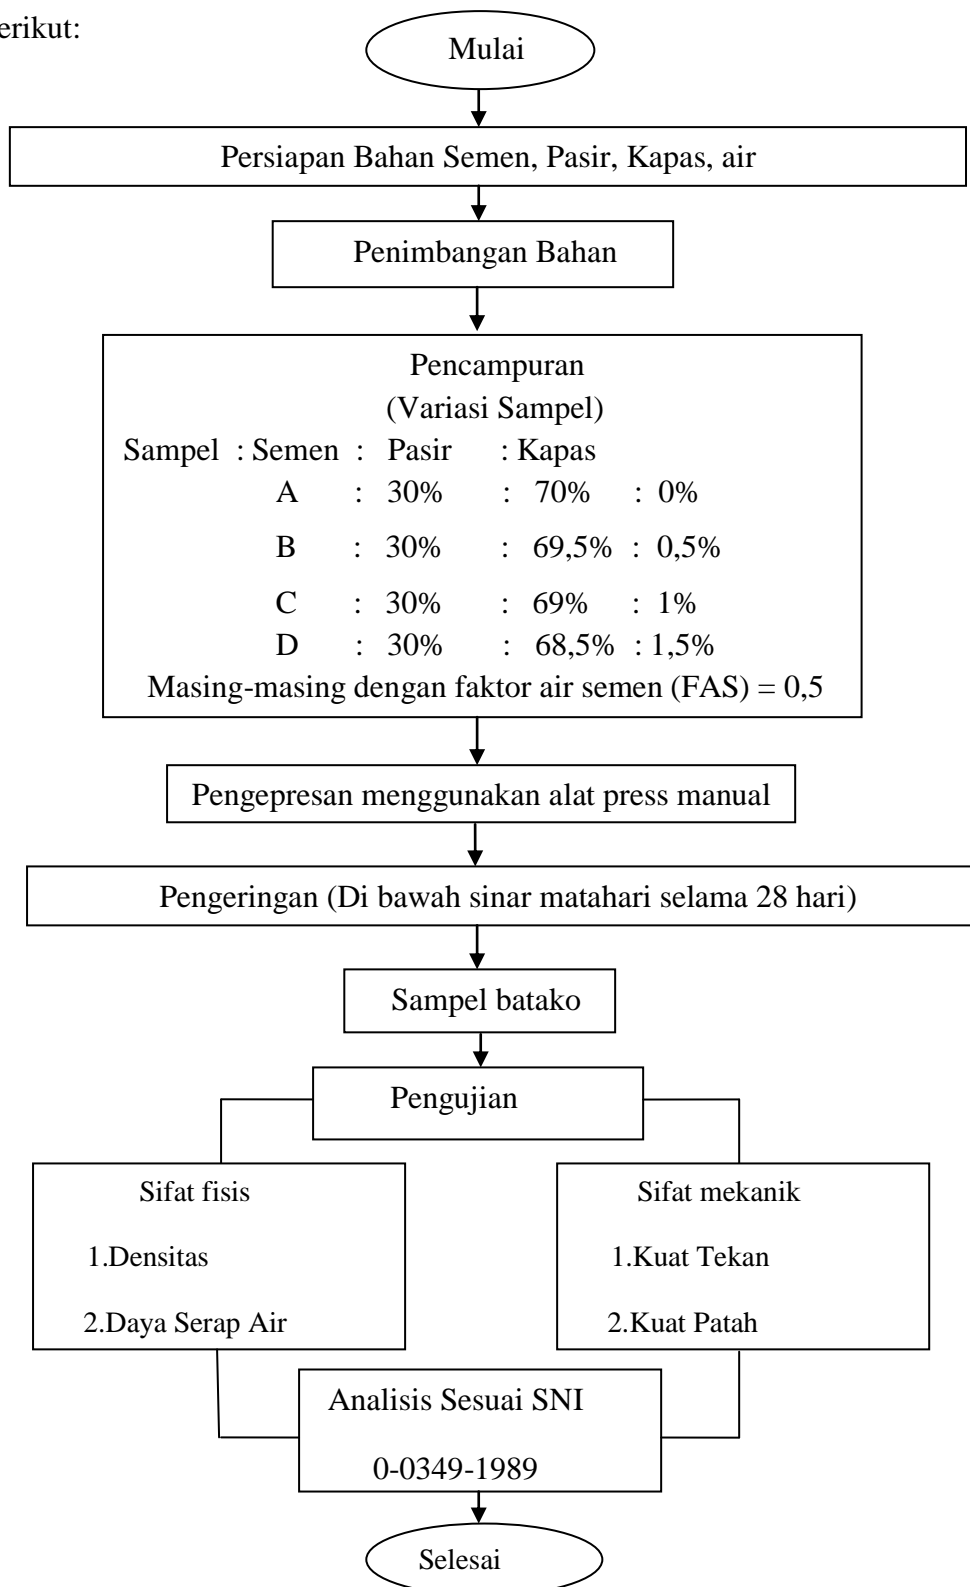 erikut:
Mulai
Persiapan Bahan Semen, Pasir, Kapas, air
Penimbangan Bahan
Pencampuran
(Variasi Sampel)
Sampel : Semen : Pasir : Kapas
A : 30% : 70% : 0%
B : 30% : 69,5% : 0,5%
C : 30% : 69% : 1%
D : 30% : 68,5% : 1,5%
Masing-masing dengan faktor air semen (FAS) = 0,5
Pengepresan menggunakan alat press manual
Pengeringan (Di bawah sinar matahari selama 28 hari)
Sampel batako
Pengujian
Sifat fisis
1.Densitas
2.Daya Serap Air
Sifat mekanik
1.Kuat Tekan
2.Kuat Patah
Analisis Sesuai SNI
0-0349-1989
Selesai